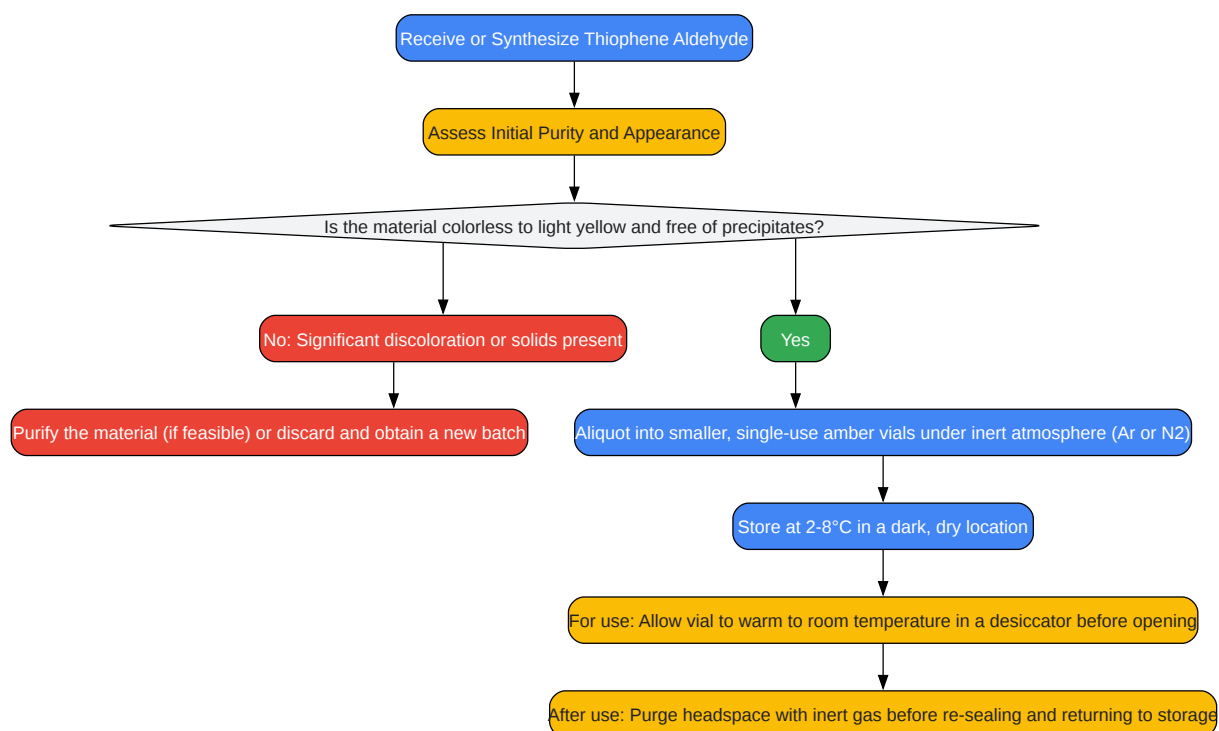 Receive or Synthesize Thiophene Aldehyde
Assess Initial Purity and Appearance
Is the material colorless to light yellow and free of precipitates?
No: Significant discoloration or solids present
Yes
Purify the material (if feasible) or discard and obtain a new batch
Aliquot into smaller, single-use amber vials under inert atmosphere (Ar or N2)
Store at 2-8°C in a dark, dry location
For use: Allow vial to warm to room temperature in a desiccator before opening
After use: Purge headspace with inert gas before re-sealing and returning to storage